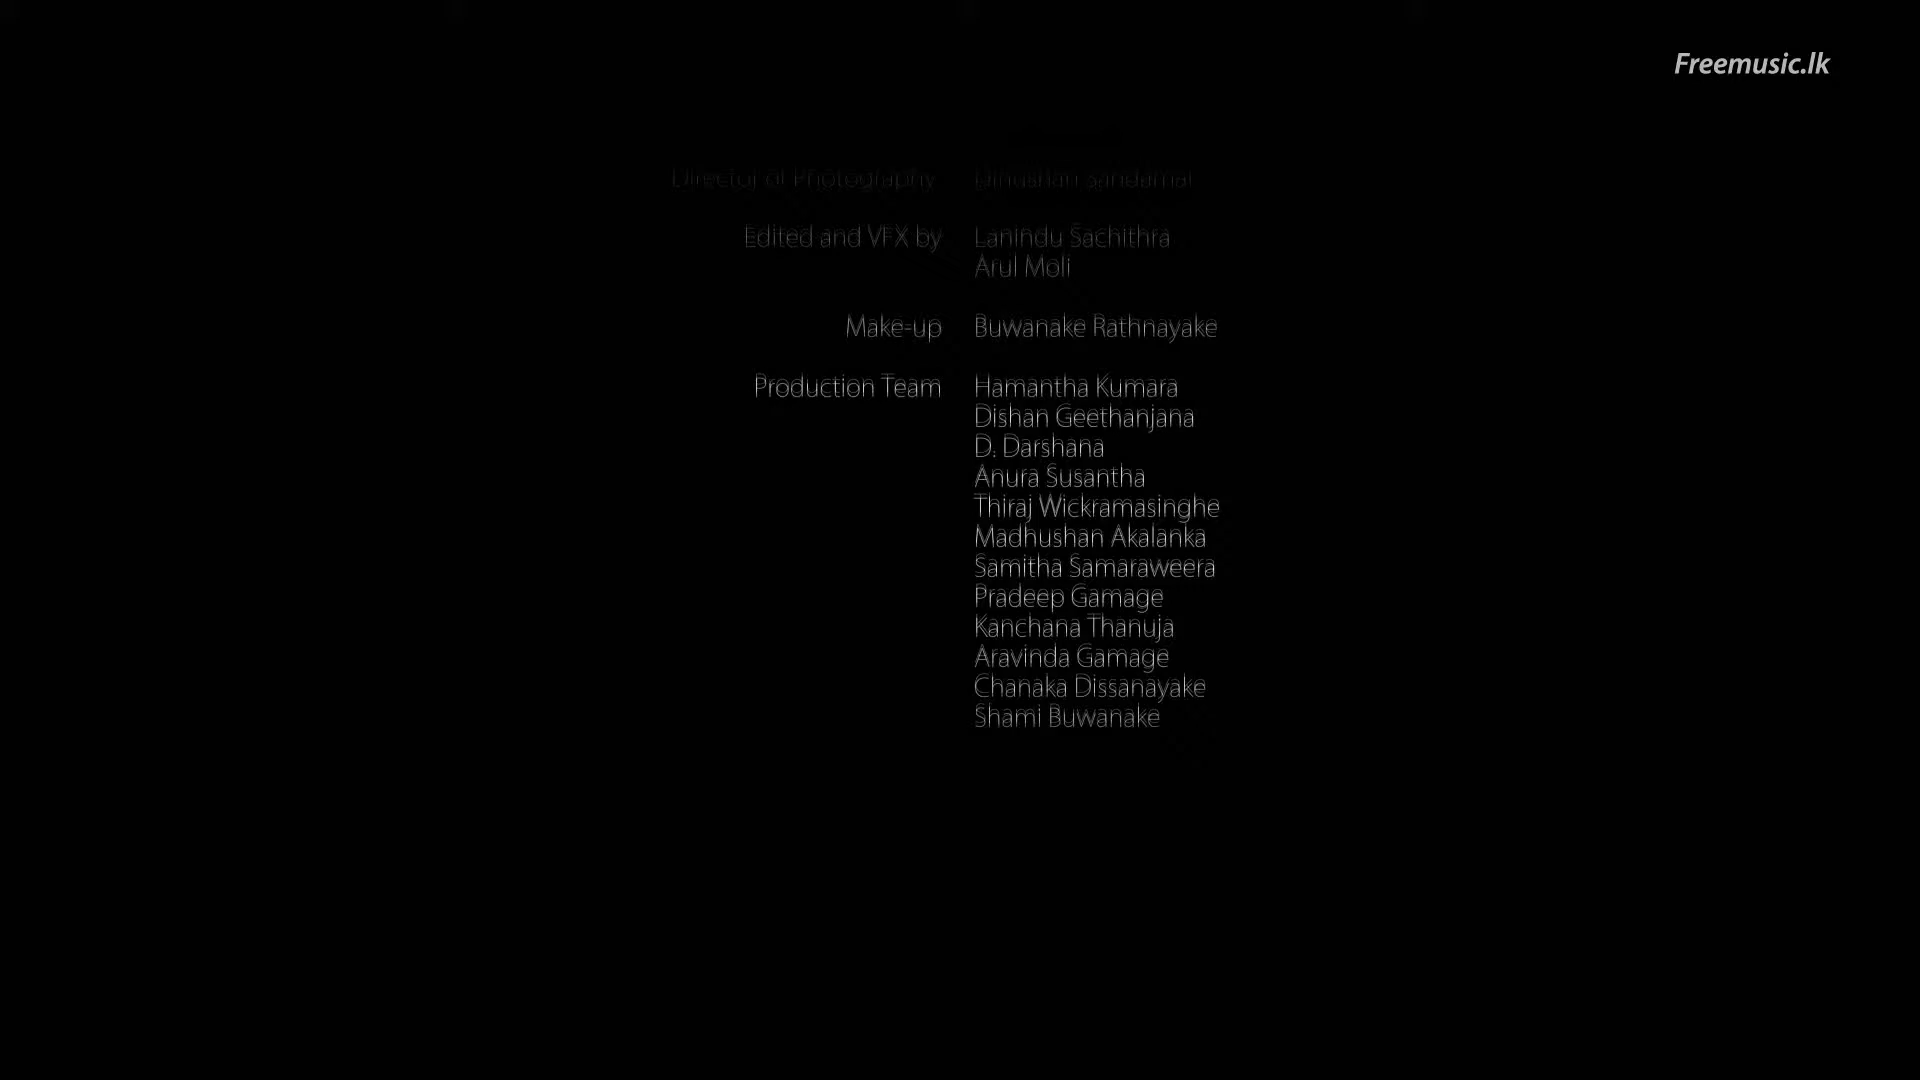 Freemusic.lk
Director of Photography Dinushan Sandamal
Edited and VFX by Lanindu Sachithra
Arul Moli
Make-up Buwanake Rathnayake
Production Team Hamantha Kumara
Dishan Geethanjana
D. Darshana
Anura Susantha
Thiraj Wickramasinghe
Madhushan Akalanka
Samitha Samaraweera
Pradeep Gamage
Kanchana Thanuja
Aravinda Gamage
Chanaka Dissanayake
Shami Buwanake